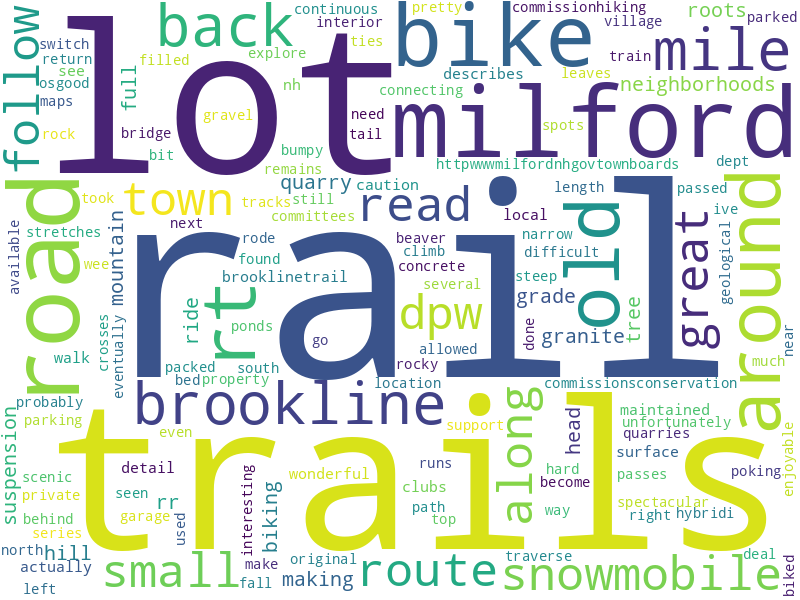 switch
return
osgood
maps
follow
see
ties
filled
full
back
continuous
interior
explore
nh
bike
commissionhiking
pretty
village
train
roots
parked
mile
describes
leaves
connecting
neighborhoods
lot
rock
bridge
bit
gravel
need
tail
spots
milford
bumpy
remains
httpwwwmilfordnhgovtownboards
dept
road
took
town
quarry
still
caution
tracks
committees
read
length
passed
ive
local
narrow
old
great
geological
around
stretches
available
wee
mountain
eventually
next
rode
found
brooklinetrail
beaver
climb
concrete
several
difficult
steep
grade
rail
crosses
ride
rt
ponds
go
dpw
done
granite
tree
near
much
walk
packed
south
bed
property
rocky
allowed
location
commissionsconservation
probably
parking
brookline
along
head
maintained
unfortunately
quarries
surface
poking
enjoyable
suspension
even
support
trails
scenic
private
behind
series
detail
seen
rr
garage
used
interesting
biking
wonderful
runs
clubs
path
top
hard
become
way
passes
spectacular
right
hybridi
north
hill
actually
left
small
make
fall
original
making
route
traverse
snowmobile
deal
biked